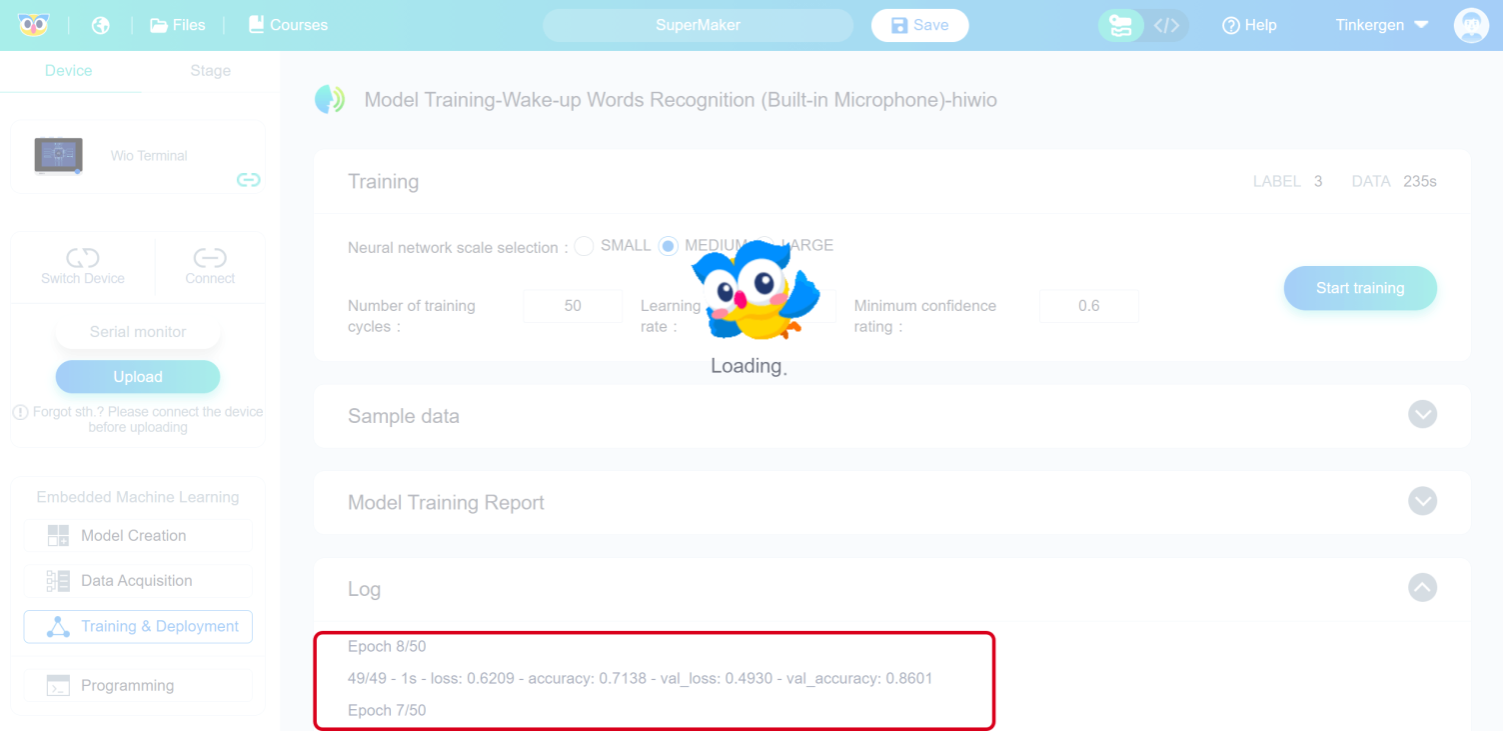 Files
Courses
SuperMaker
Save
</>
Help
Tinkergen
Device
Stage
Wio Terminal
Switch Device
Connect
Serial monitor
Upload
Forgot sth.? Please connect the device
before uploading
Embedded Machine Learning
Model Creation
Data Acquisition
Training & Deployment
Programming
Model Training-Wake-up Words Recognition (Built-in Microphone)-hiwio
Training
LABEL 3 DATA 235s
Neural network scale selection : SMALL MEDIUM LARGE
Number of training
cycles :
50
Learning
rate :
Minimum confidence
rating :
0.6
Start training
Loading.
Sample data
Model Training Report
Log
Epoch 8/50
49/49 - 1s - loss: 0.6209 - accuracy: 0.7138 - val_loss: 0.4930 - val_accuracy: 0.8601
Epoch 7/50